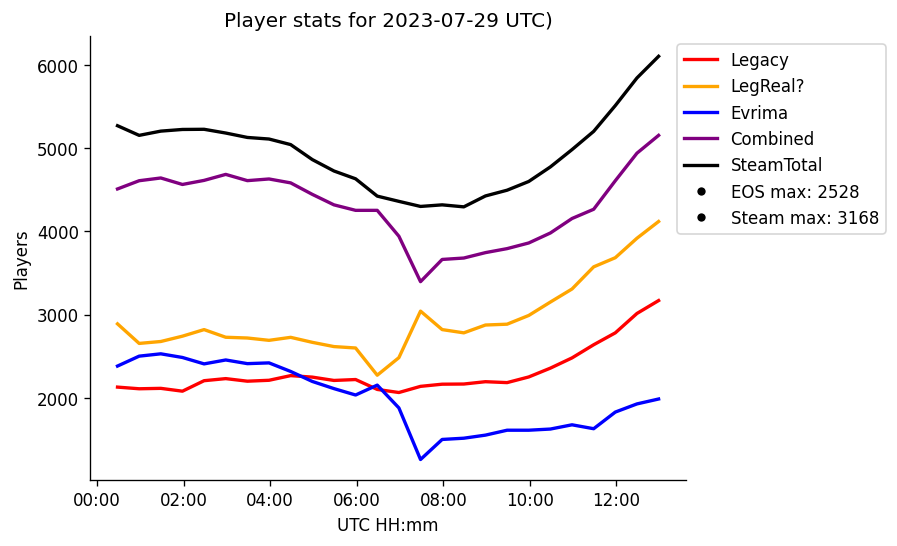 Player stats for 2023-07-29 UTC)
Legacy
LegReal?
Evrima
Combined
SteamTotal
EOS max: 2528
Steam max: 3168
Players
6000
5000
4000
3000
2000
00:00 02:00 04:00 06:00 08:00 10:00 12:00
UTC HH:mm